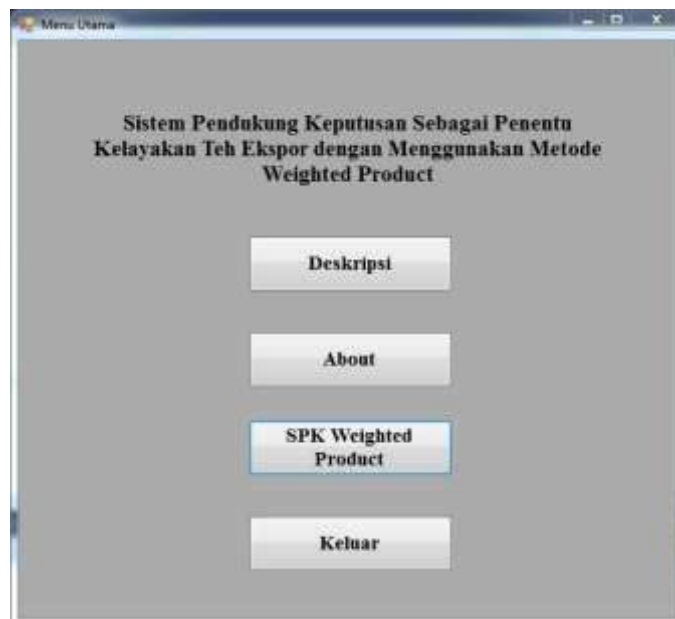 Menu Utama
Sistem Pendukung Keputusan Sebagai Penentu
Kelayakan Teh Ekspor dengan Menggunakan Metode
Weighted Product
Deskripsi
About
SPK Weighted
Product
Keluar